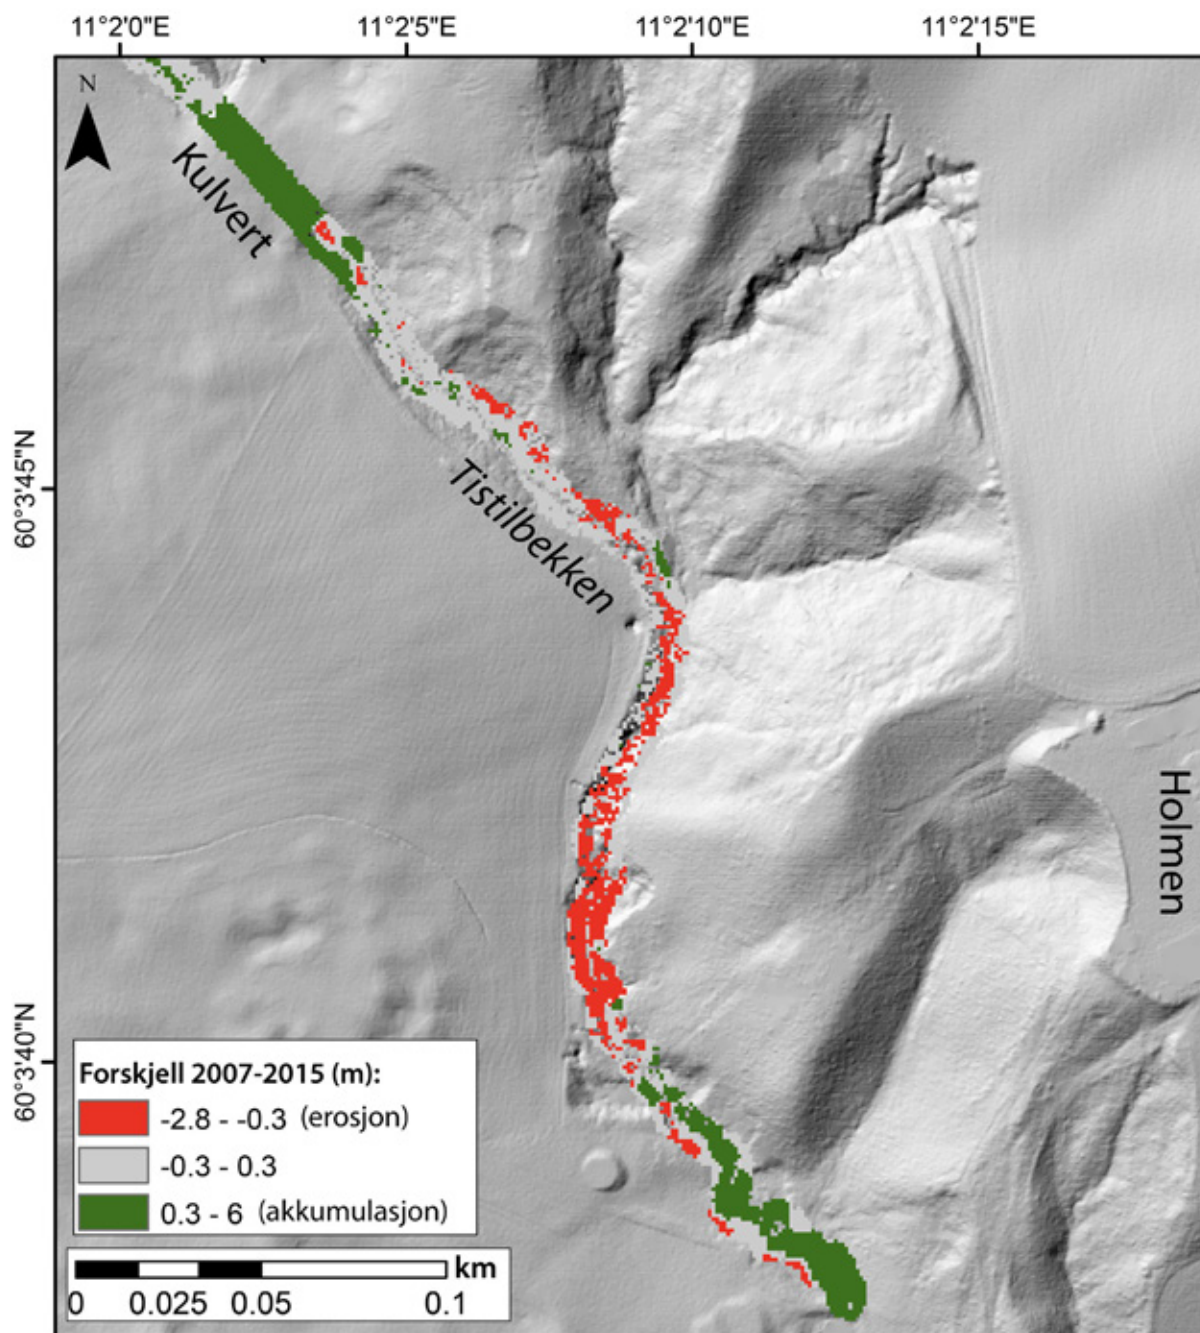 11°2'0"E 11°2'5"E 11°2'10"E 11°2'15"E
N
Kulvert
60°3'45"N
Tistilbekken
Holmen
60°3'40"N
Forskjell 2007-2015 (m):
-2.8 - -0.3 (erosjon)
-0.3 - 0.3
0.3 - 6 (akkumulasjon)
km
0 0.025 0.05 0.1